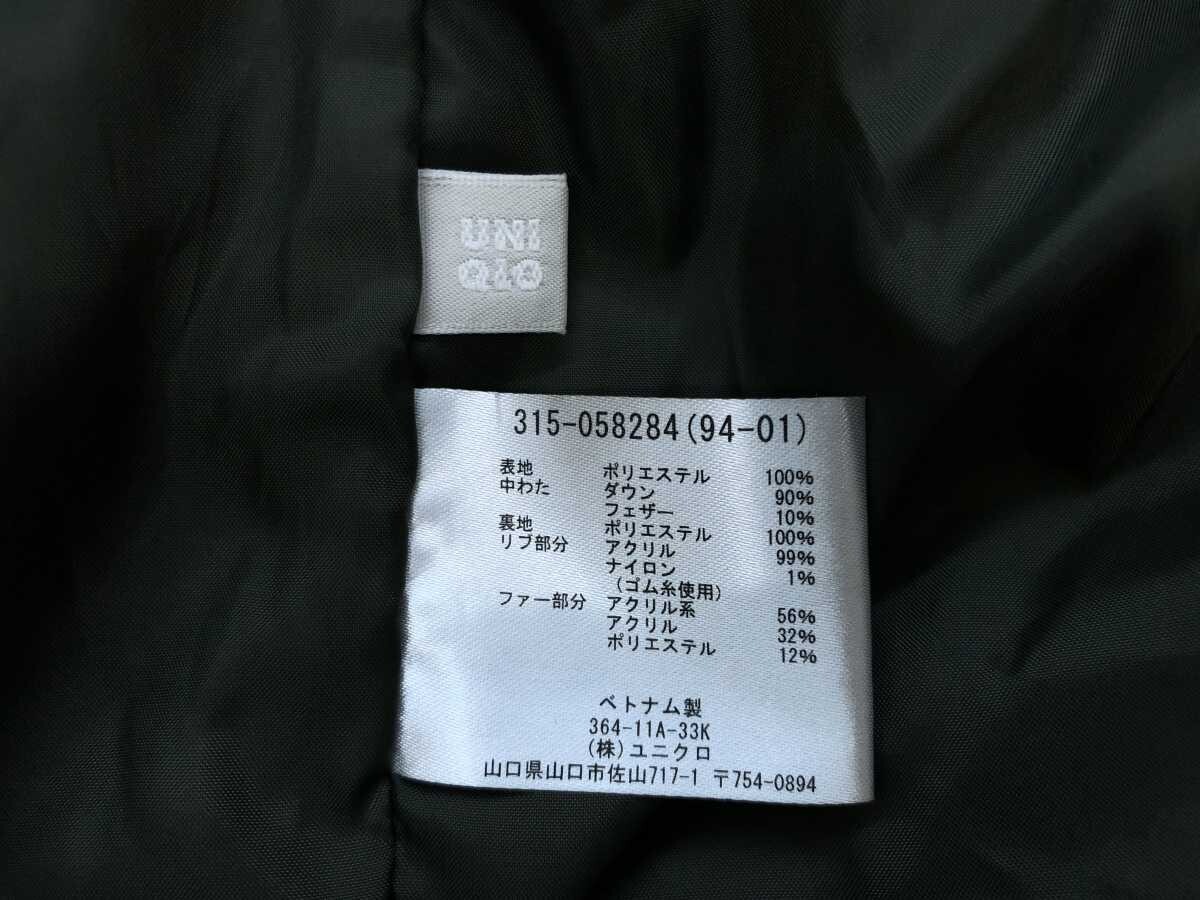 UNI
QLO
315-058284(94-01)
表地 ポリエステル 100%
中わた ダウン 90%
フェザー 10%
裏地 ポリエステル 100%
リブ部分 アクリル 99%
ナイロン 1%
(ゴム糸使用)
ファー部分 アクリル系 56%
アクリル 32%
ポリエステル 12%
ベトナム製
364-11A-33K
(株)ユニクロ
山口県山口市佐山717-1 〒754-0894